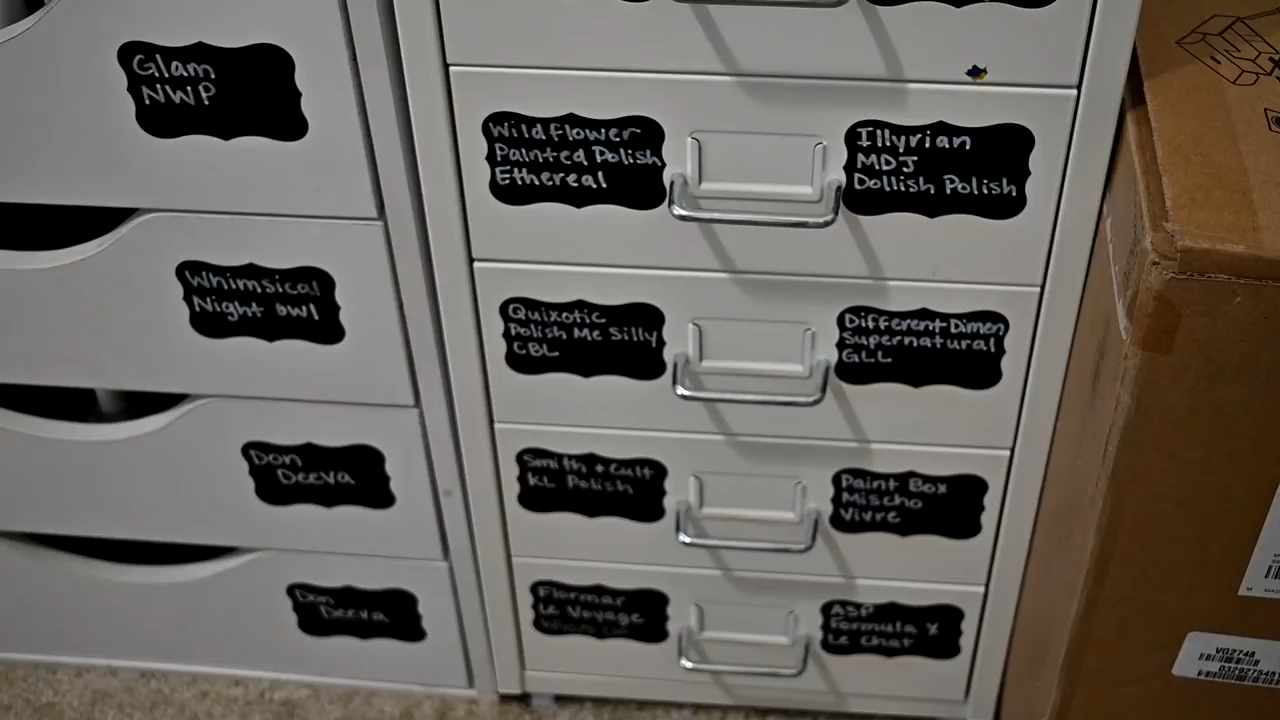 Glam
NWP
Whimsical
Night owl
Don
Deeva
Don
Deeva
Wildflower
Painted Polish
Ethereal
Illyrian
MDJ
Dollish Polish
Quixotic
Polish Me Silly
CBL
Different Dimen
Supernatural
GLL
Smith + Cult
KL Polish
Paint Box
Mischo
Vivre
Flormar
Le Voyage
ASP
Formula X
Le Chat
VG2748